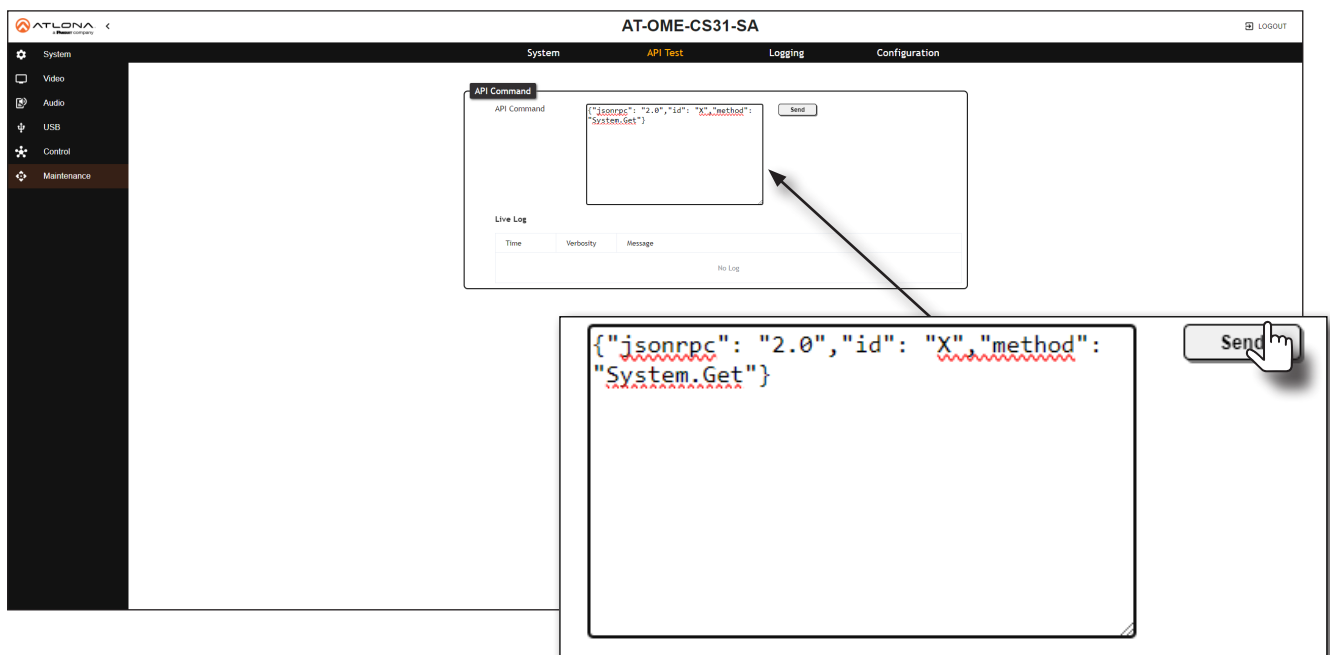 ATLONA
a Panduit company
AT-OME-CS31-SA
LOGOUT
System
Video
Audio
USB
Control
Maintenance
System API Test Logging Configuration
API Command
API Command
{"jsonrpc": "2.0","id": "X","method":
"System.Get"}
Send
Live Log
Time Verbosity Message
No Log
{"jsonrpc": "2.0","id": "X","method":
"System.Get"}
Send